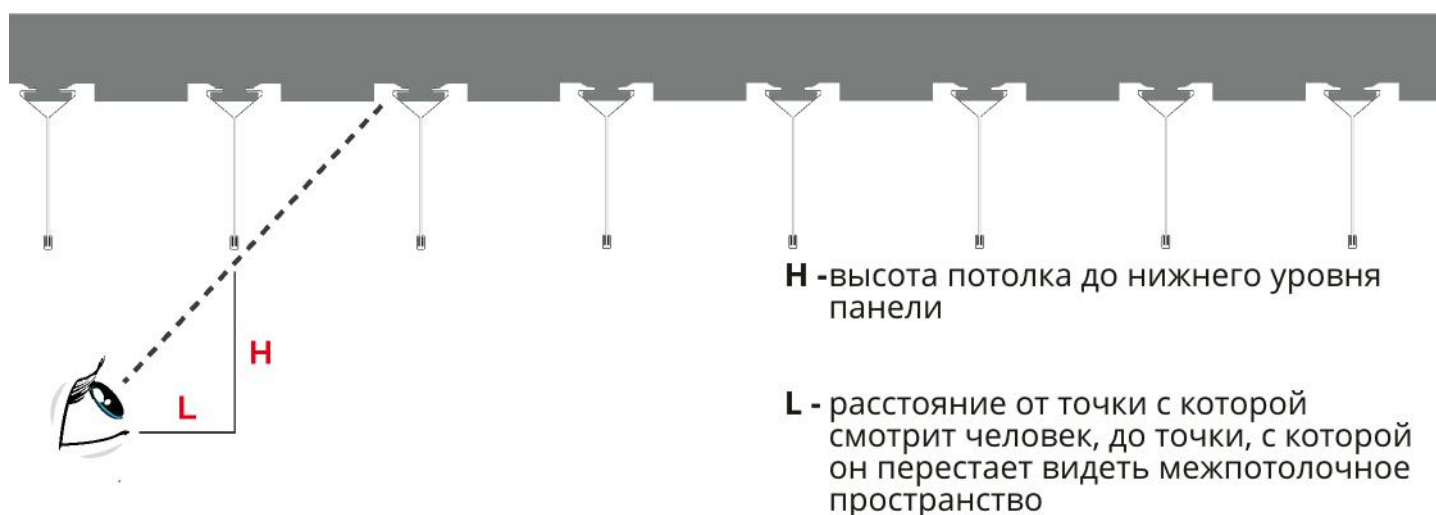 H
L
H -высота потолка до нижнего уровня
панели
L - расстояние от точки с которой
смотрит человек, до точки, с которой
он перестает видеть межпотолочное
пространство